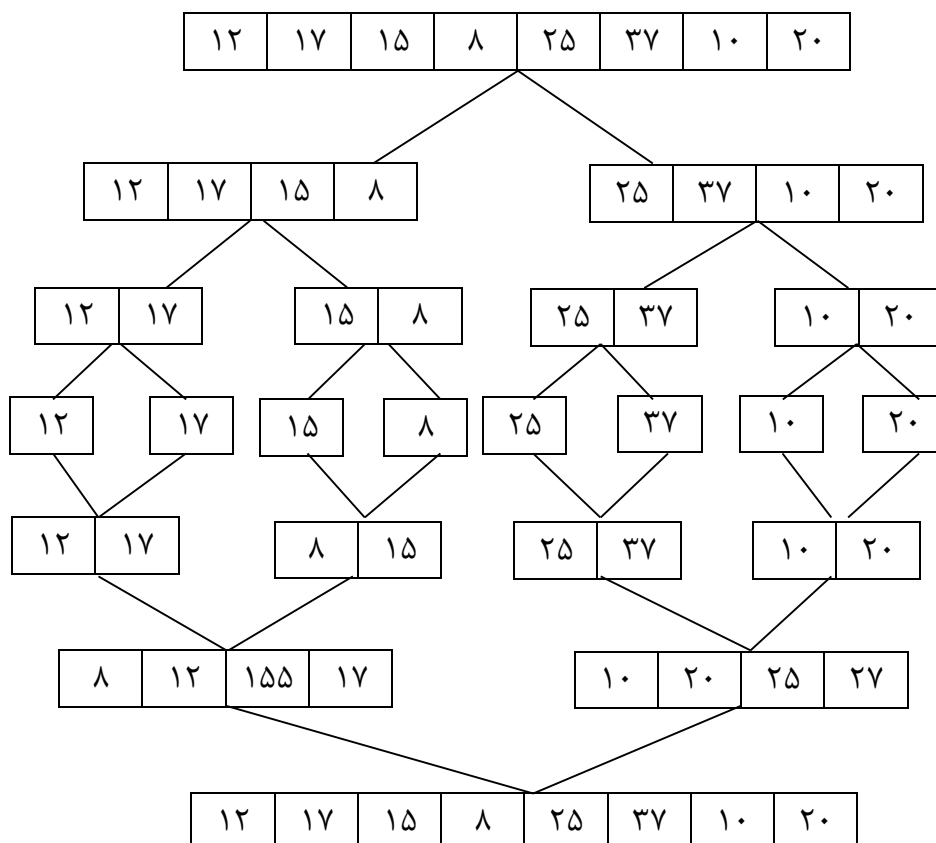 ۱۲ ۱۷ ۱۵ ۸ ۲۵ ۳۷ ۱۰ ۲۰
۱۲ ۱۷ ۱۵ ۸ ۲۵ ۳۷ ۱۰ ۲۰
۱۲ ۱۷ ۱۵ ۸ ۲۵ ۳۷ ۱۰ ۲۰
۱۲ ۱۷ ۱۵ ۸ ۲۵ ۳۷ ۱۰ ۲۰
۱۲ ۱۷ ۸ ۱۵ ۲۵ ۳۷ ۱۰ ۲۰
۸ ۱۲ ۱۵۵ ۱۷ ۱۰ ۲۰ ۲۵ ۲۷
۱۲ ۱۷ ۱۵ ۸ ۲۵ ۳۷ ۱۰ ۲۰